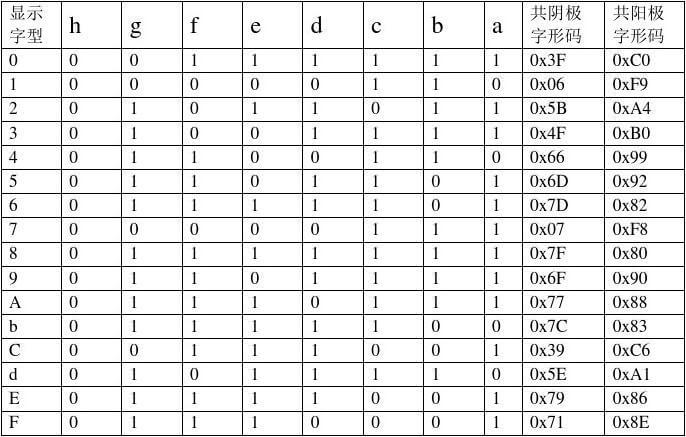 显示字型 h g f e d c b a 共阴极字形码 共阳极字形码
0 0 0 1 1 1 1 1 1 0x3F 0xC0
1 0 0 0 0 0 1 1 0 0x06 0xF9
2 0 1 0 1 1 0 1 1 0x5B 0xA4
3 0 1 0 0 1 1 1 1 0x4F 0xB0
4 0 1 1 0 0 1 1 0 0x66 0x99
5 0 1 1 0 1 1 0 1 0x6D 0x92
6 0 1 1 1 1 1 0 1 0x7D 0x82
7 0 0 0 0 0 1 1 1 0x07 0xF8
8 0 1 1 1 1 1 1 1 0x7F 0x80
9 0 1 1 0 1 1 1 1 0x6F 0x90
A 0 1 1 1 0 1 1 1 0x77 0x88
b 0 1 1 1 1 1 0 0 0x7C 0x83
C 0 0 1 1 1 0 0 1 0x39 0xC6
d 0 1 0 1 1 1 1 0 0x5E 0xA1
E 0 1 1 1 1 0 0 1 0x79 0x86
F 0 1 1 1 0 0 0 1 0x71 0x8E